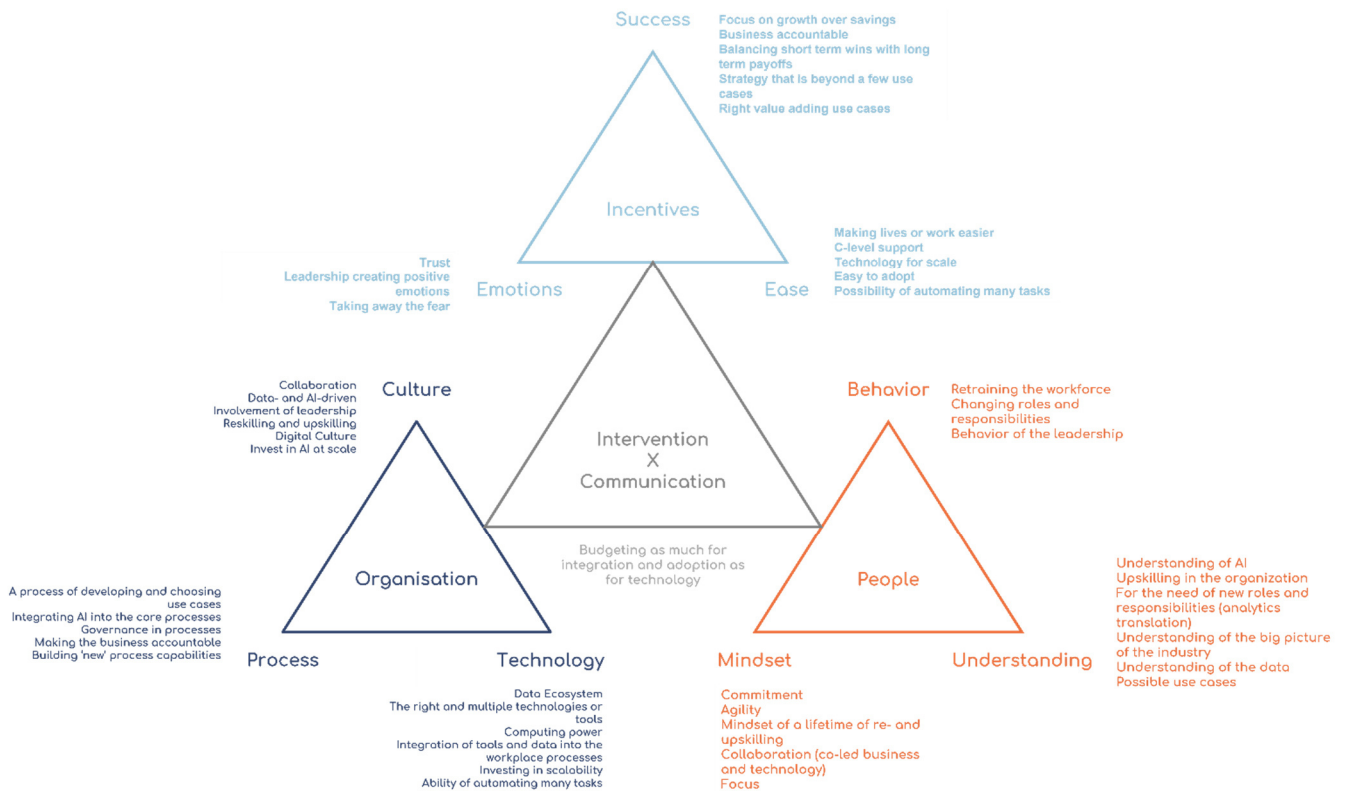 Success
Focus on growth over savings
Business accountable
Balancing short term wins with long
term payoffs
Strategy that is beyond a few use
cases
Right value adding use cases
Incentives
Trust
Leadership creating positive
emotions
Taking away the fear
Emotions
Ease
Making lives or work easier
C-level support
Technology for scale
Easy to adopt
Possibility of automating many tasks
Collaboration
Data- and AI-driven
Involvement of leadership
Reskilling and upskilling
Digital Culture
Invest in AI at scale
Culture
Intervention
X
Communication
Budgeting as much for
integration and adoption as
for technology
Behavior
Retraining the workforce
Changing roles and
responsibilities
Behavior of the leadership
Organisation
A process of developing and choosing
use cases
Integrating AI into the core processes
Governance in processes
Making the business accountable
Building 'new' process capabilities
Process
Technology
Data Ecosystem
The right and multiple technologies or
tools
Computing power
Integration of tools and data into the
workplace processes
Investing in scalability
Ability of automating many tasks
People
Mindset
Commitment
Agility
Mindset of a lifetime of re- and
upskilling
Collaboration (co-led business
and technology)
Focus
Understanding
Understanding of AI
Upskilling in the organization
For the need of new roles and
responsibilities (analytics
translation)
Understanding of the big picture
of the industry
Understanding of the data
Possible use cases